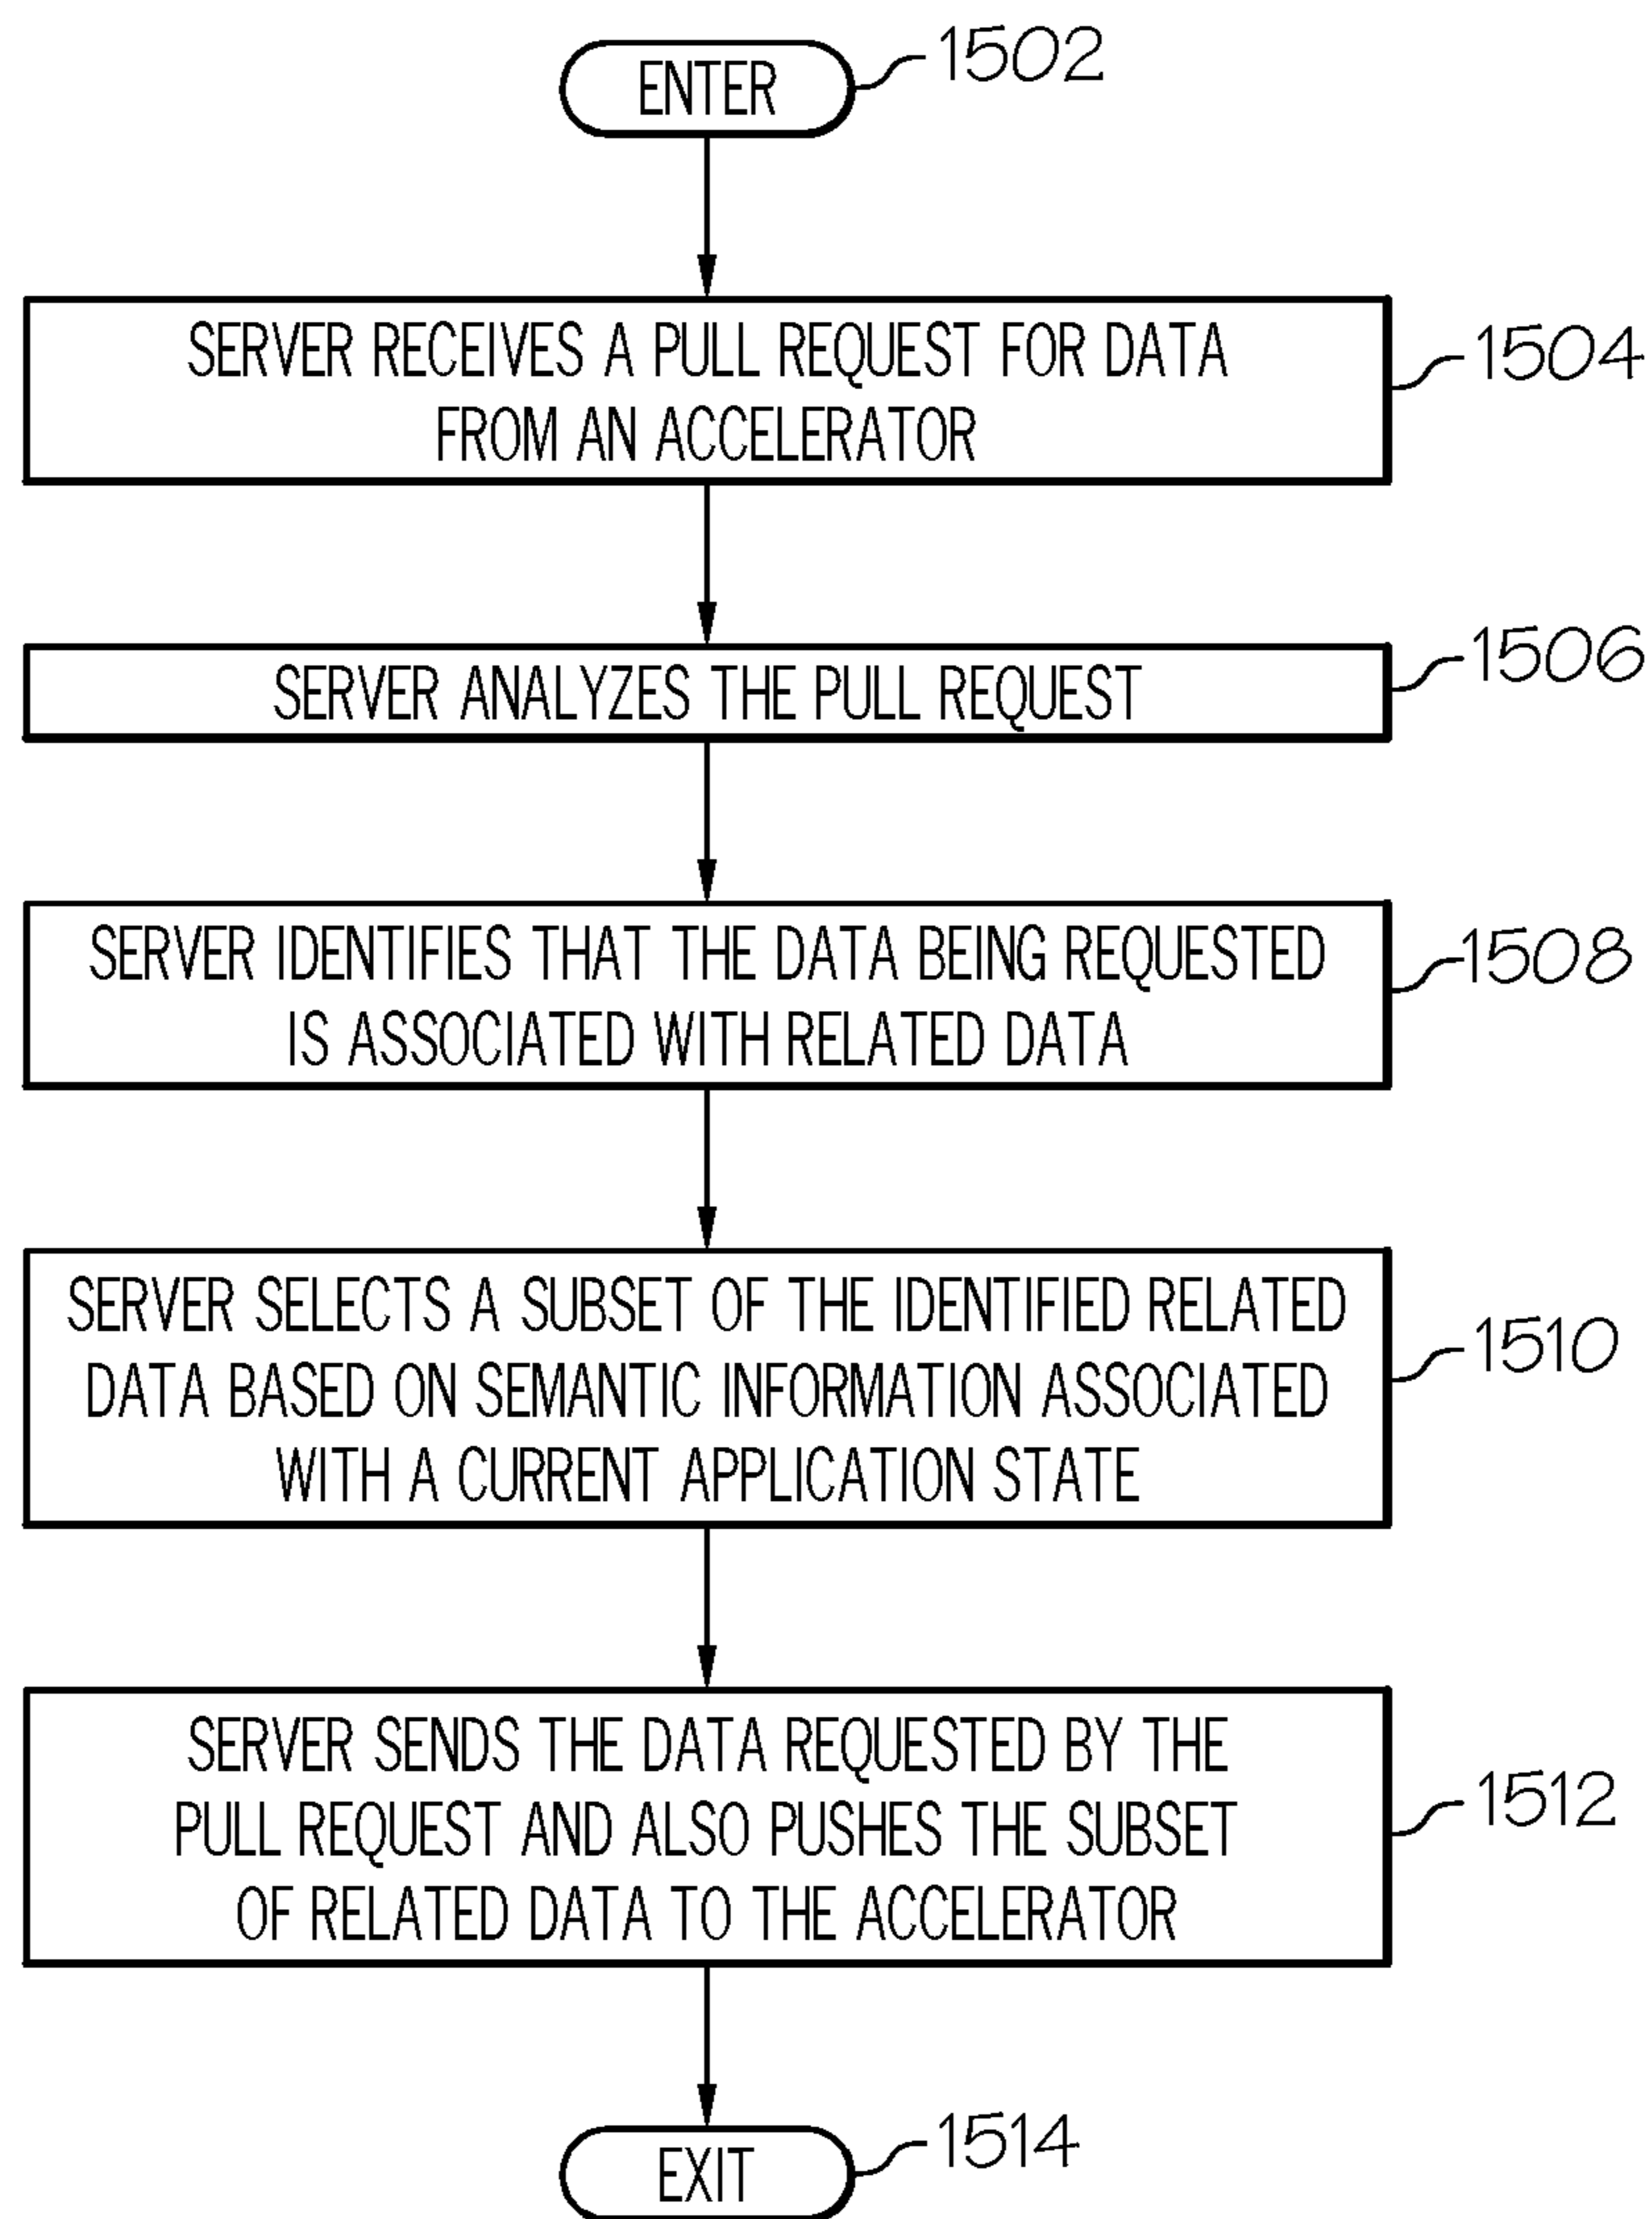 ENTER
1502
SERVER RECEIVES A PULL REQUEST FOR DATA
FROM AN ACCELERATOR
1504
SERVER ANALYZES THE PULL REQUEST
1506
SERVER IDENTIFIES THAT THE DATA BEING REQUESTED
IS ASSOCIATED WITH RELATED DATA
1508
SERVER SELECTS A SUBSET OF THE IDENTIFIED RELATED
DATA BASED ON SEMANTIC INFORMATION ASSOCIATED
WITH A CURRENT APPLICATION STATE
1510
SERVER SENDS THE DATA REQUESTED BY THE
PULL REQUEST AND ALSO PUSHES THE SUBSET
OF RELATED DATA TO THE ACCELERATOR
1512
EXIT
1514